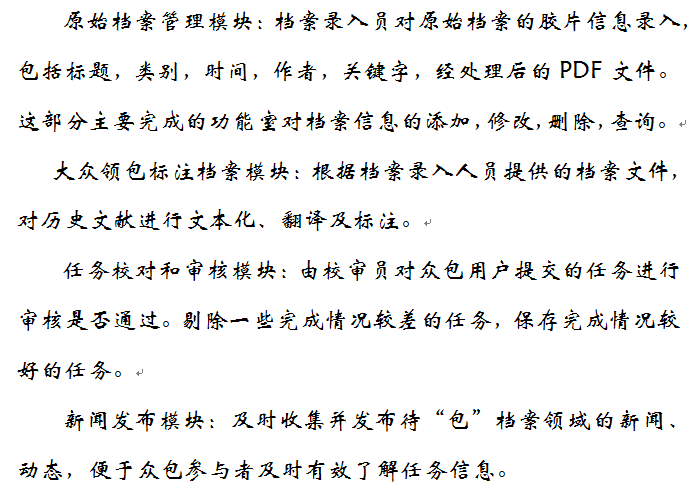 原始档案管理模块：档案录入员对原始档案的胶片信息录入，
包括标题，类别，时间，作者，关键字，经处理后的 PDF 文件。
这部分主要完成的功能室对档案信息的添加，修改，删除，查询。
大众领包标注档案模块：根据档案录入人员提供的档案文件，
对历史文献进行文本化、翻译及标注。
任务校对和审核模块：由校审员对众包用户提交的任务进行
审核是否通过。剔除一些完成情况较差的任务，保存完成情况较
好的任务。
新闻发布模块：及时收集并发布待“包”档案领域的新闻、
动态，便于众包参与者及时有效了解任务信息。